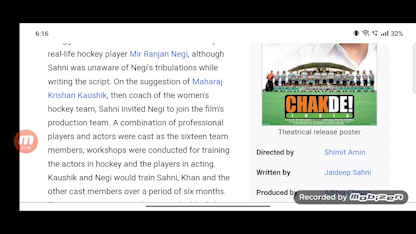 6:16
32%
real-life hockey player Mir Ranjan Negi, although
Sahni was unaware of Negi's tribulations while
writing the script. On the suggestion of Maharaj
Krishan Kaushik, then coach of the women's
hockey team, Sahni invited Negi to join the film's
production team. A combination of professional
players and actors were cast as the sixteen team
members; workshops were conducted for training
the actors in hockey and the players in acting.
Kaushik and Negi would train Sahni, Khan and the
other cast members over a period of six months.
CHAK DE!
INDIA
Theatrical release poster
Directed by Shimit Amin
Written by Jaideep Sahni
Produced by
Recorded by Mobizen